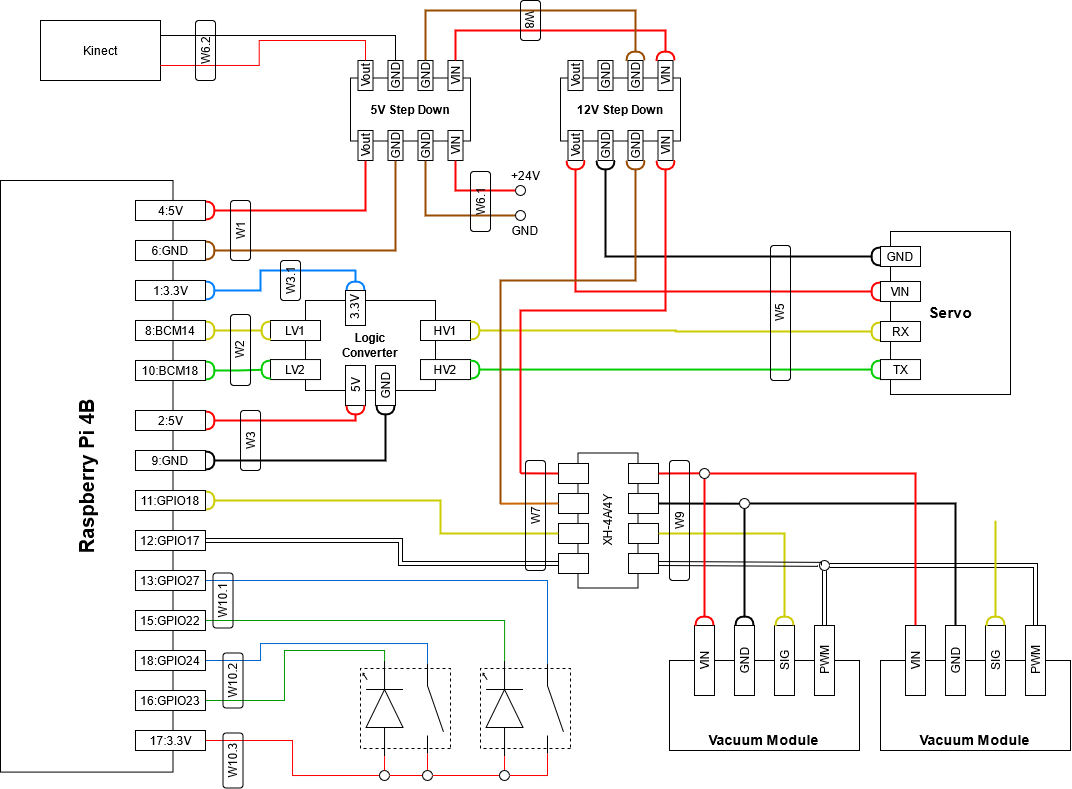 Kinect
W6.2
W8
Vout
GND
GND
VIN
5V Step Down
Vout
GND
GND
VIN
Vout
GND
GND
VIN
12V Step Down
Vout
GND
GND
VIN
+24V
W6.1
GND
Raspberry Pi 4B
4:5V
6:GND
1:3.3V
8:BCM14
10:BCM18
2:5V
9:GND
11:GPIO18
12:GPIO17
13:GPIO27
15:GPIO22
18:GPIO24
16:GPIO23
17:3.3V
W1
W3.1
W2
W3
3.3V
LV1
LV2
Logic
Converter
HV1
HV2
5V
GND
W5
GND
VIN
RX
TX
Servo
W7
XH-4A/4Y
W9
W10.1
W10.2
W10.3
VIN
GND
SIG
PWM
Vacuum Module
VIN
GND
SIG
PWM
Vacuum Module